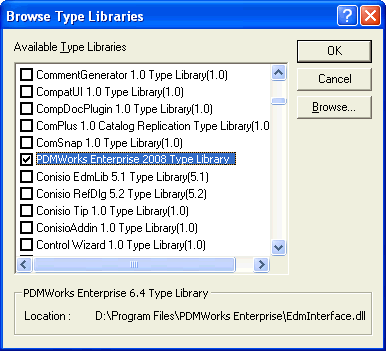 Browse Type Libraries
Available Type Libraries
OK
CommentGenerator 1.0 Type Library(1.0)
CompatUI 1.0 Type Library(1.0)
Cancel
CompDocPlugin 1.0 Type Library(1.0)
Browse...
ComPlus 1.0 Catalog Replication Type Library(1.0
ComSnap 1.0 Type Library(1.0)
PDMWorks Enterprise 2008 Type Library
Conisio EdmLib 5.1 Type Library(5.1)
Conisio RefDlg 5.2 Type Library(5.2)
Conisio Tip 1.0 Type Library(1.0)
ConisioAddin 1.0 Type Library(1.0)
Control Wizard 1.0 Type Library(1.0)
PDMWorks Enterprise 6.4 Type Library
Location : D:\Program Files\PDMWorks Enterprise\EdmInterface.dll